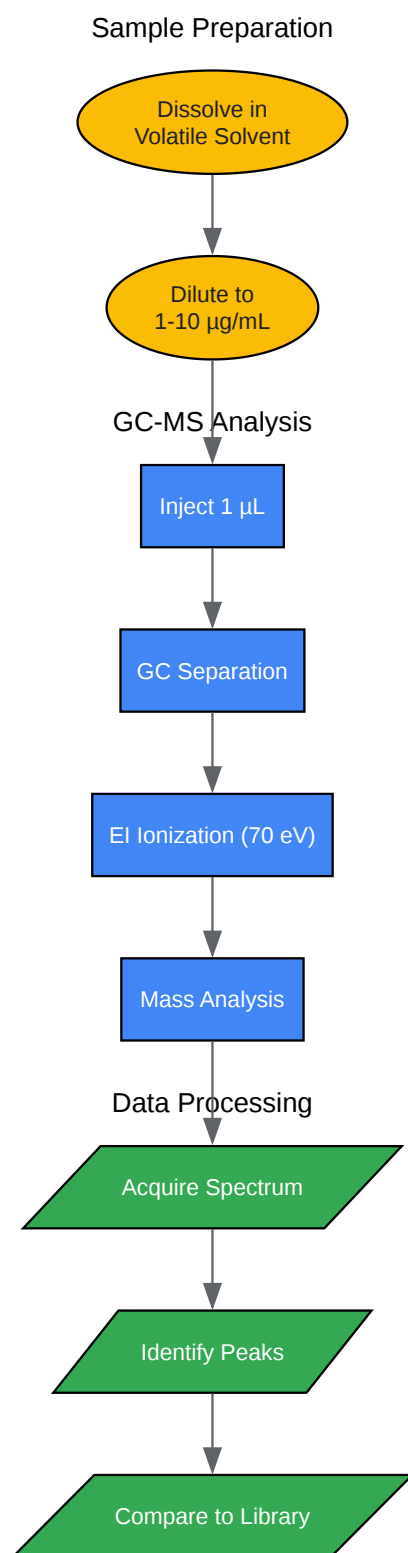 Sample Preparation
Dissolve in
Volatile Solvent
Dilute to
1-10 µg/mL
GC-MS Analysis
Inject 1 µL
GC Separation
EI Ionization (70 eV)
Mass Analysis
Data Processing
Acquire Spectrum
Identify Peaks
Compare to Library